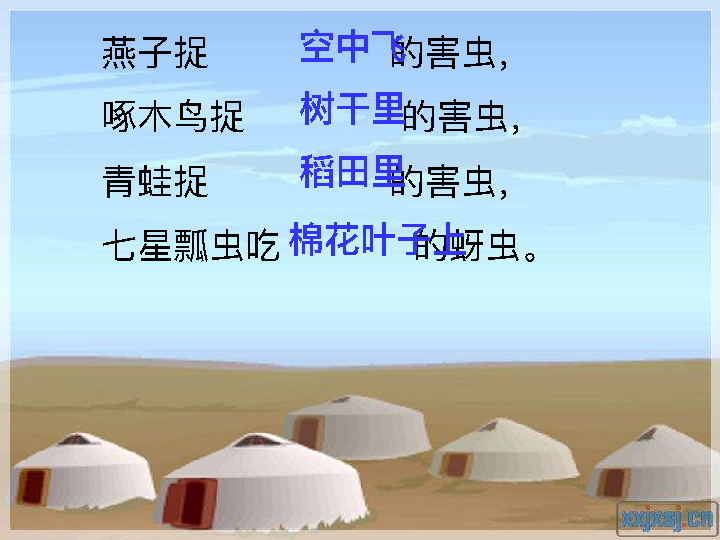 燕子捉空中飞的害虫，
啄木鸟捉树干里的害虫，
青蛙捉稻田里的害虫，
七星瓢虫吃棉花叶子上的蚜虫。
xxjxsj.cn